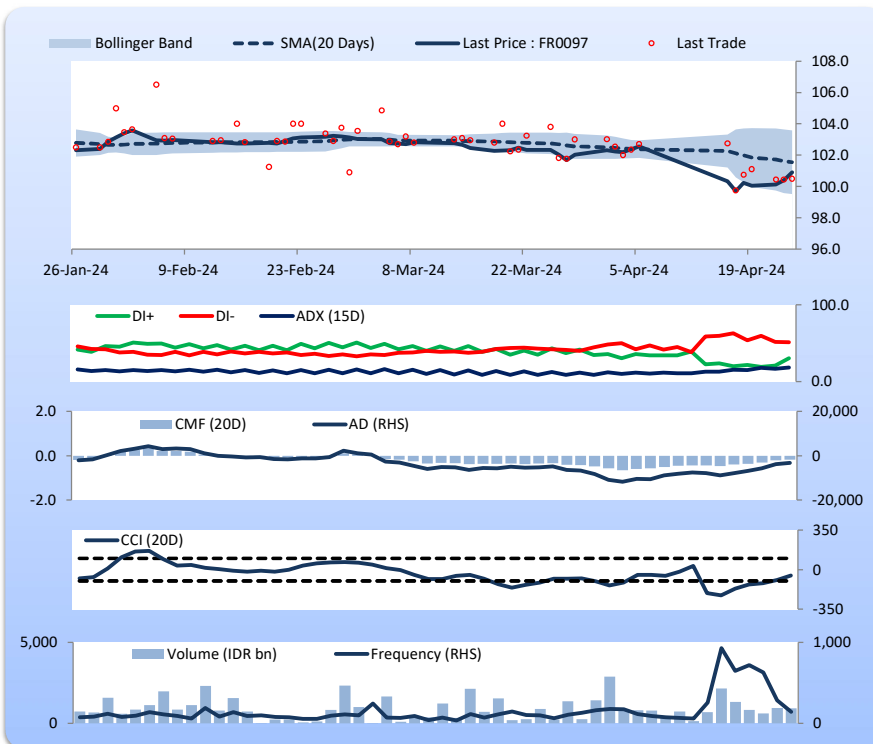 Bollinger Band SMA(20 Days) Last Price : FR0097 Last Trade
108.0
106.0
104.0
102.0
100.0
98.0
96.0
26-Jan-24 9-Feb-24 23-Feb-24 8-Mar-24 22-Mar-24 5-Apr-24 19-Apr-24
DI+ DI- ADX (15D)
100.0
0.0
2.0 20,000
CMF (20D) AD (RHS)
0.0 0
-2.0 -20,000
CCI (20D)
350
0
-350
5,000 1,000
Volume (IDR bn) Frequency (RHS)
0 0